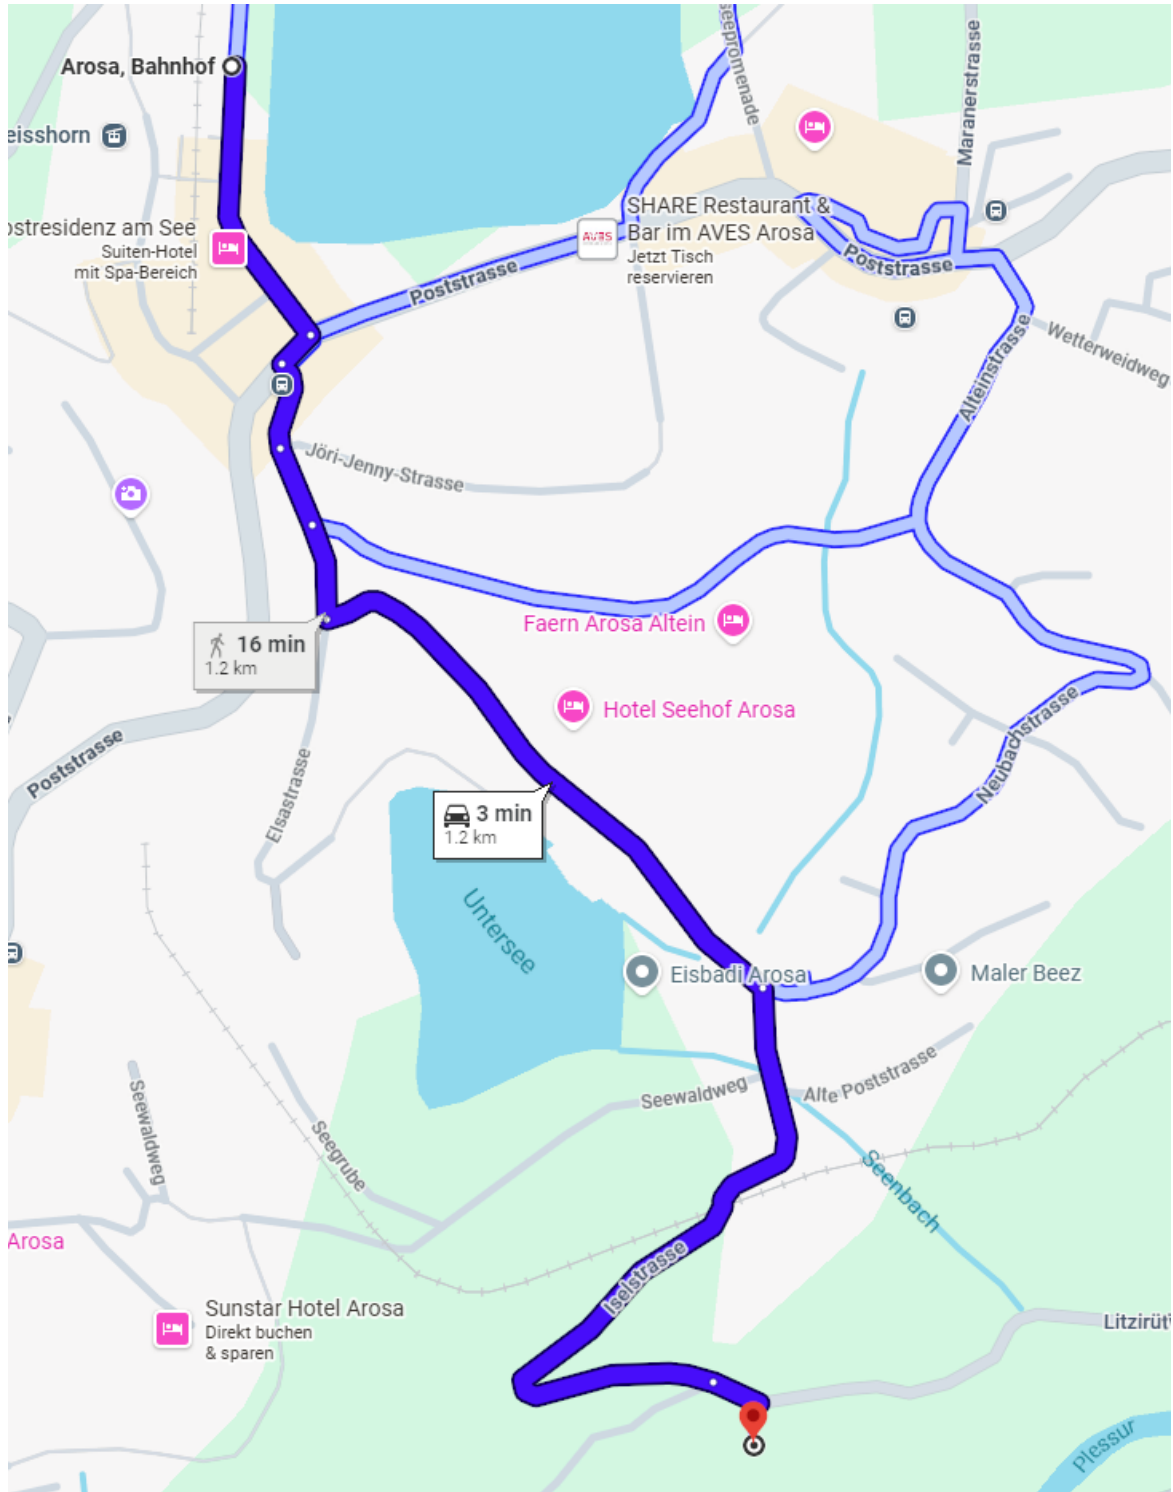 seepromenade
Maranerstrasse
Arosa, Bahnhof
eisshorn
ostresidenz am See
Suiten-Hotel
mit Spa-Bereich
AVES
SHARE Restaurant &
Bar im AVES Arosa
Jetzt Tisch
reservieren
Poststrasse
Poststrasse
Wetterweidweg
Alteinstrasse
Jöri-Jenny-Strasse
Faern Arosa Altein
16 min
1.2 km
Hotel Seehof Arosa
Poststrasse
Elsastrasse
Neubachstrasse
3 min
1.2 km
Untersee
Eisbadi Arosa
Maler Beez
Seewaldweg
Alte Poststrasse
Seewaldweg
Seegrube
Seenbach
Arosa
Iselstrasse
Sunstar Hotel Arosa
Direkt buchen
& sparen
Litzirüt
Plessur